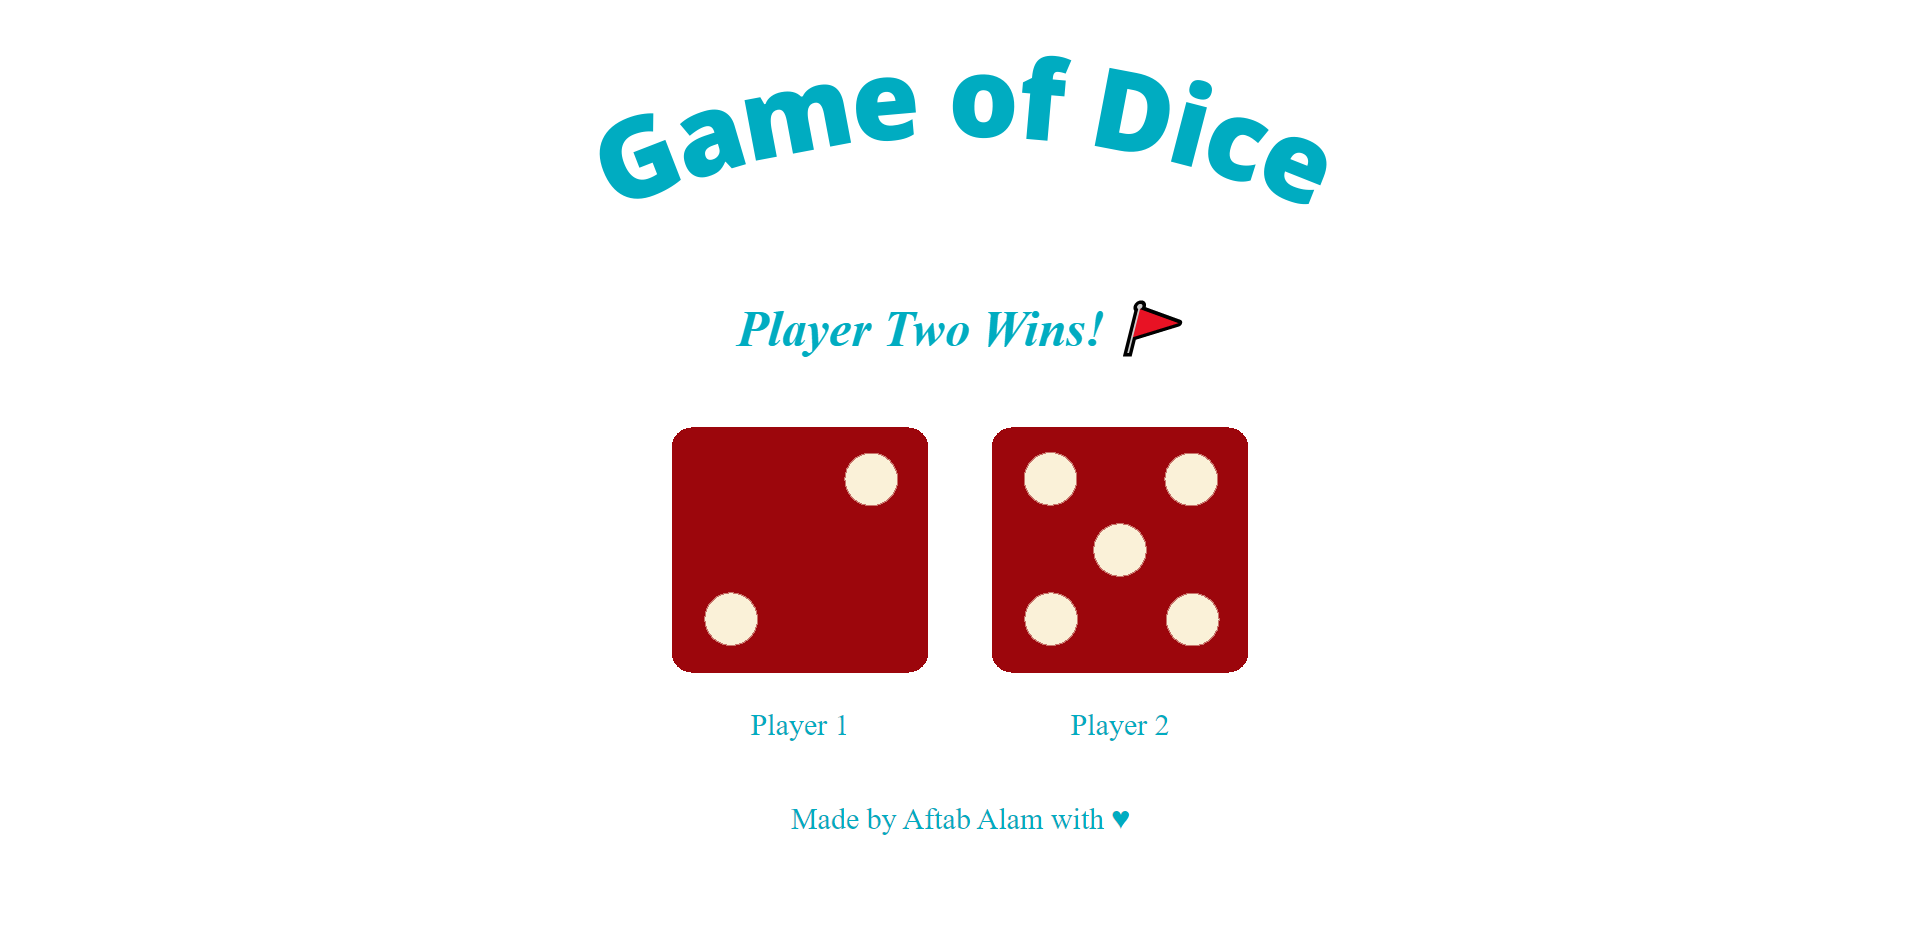 Game of Dice
Player Two Wins! 🚩
Player 1
Player 2
Made by Aftab Alam with ♥